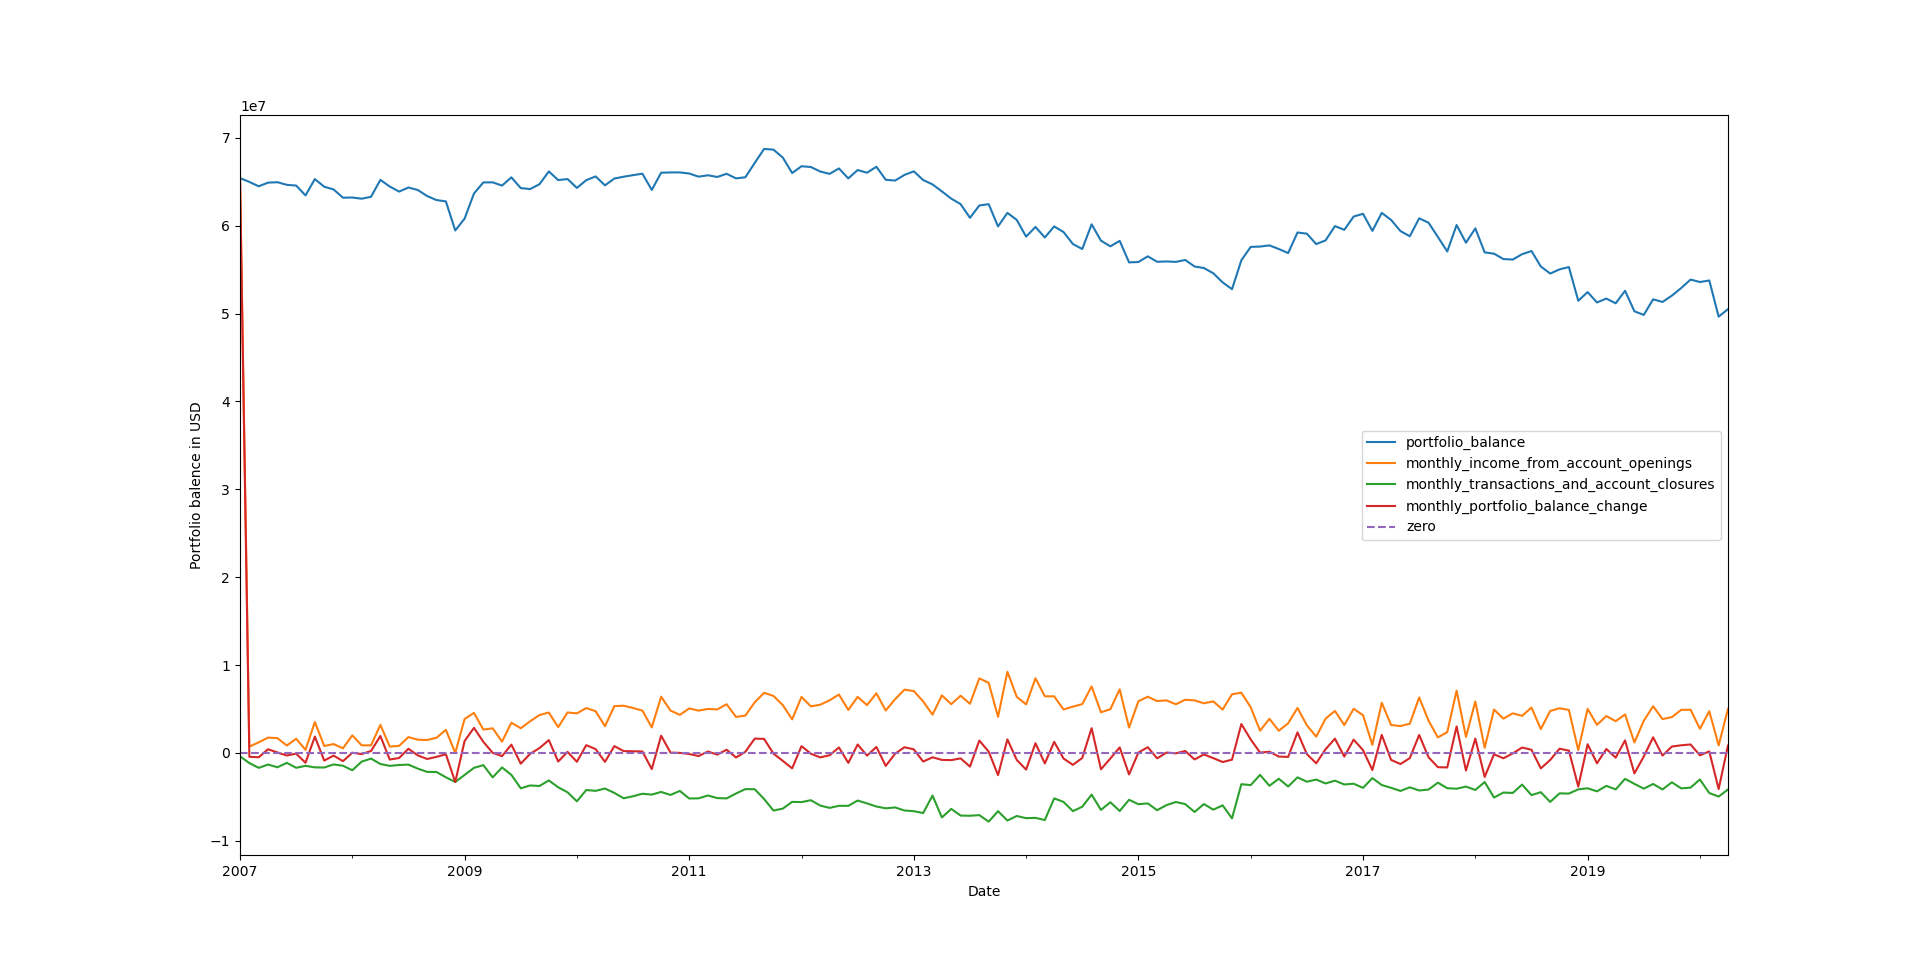 1e7
7
6
5
4
3
2
1
0
−1
Portfolio balence in USD
portfolio_balance
monthly_income_from_account_openings
monthly_transactions_and_account_closures
monthly_portfolio_balance_change
zero
2007 2009 2011 2013 2015 2017 2019
Date